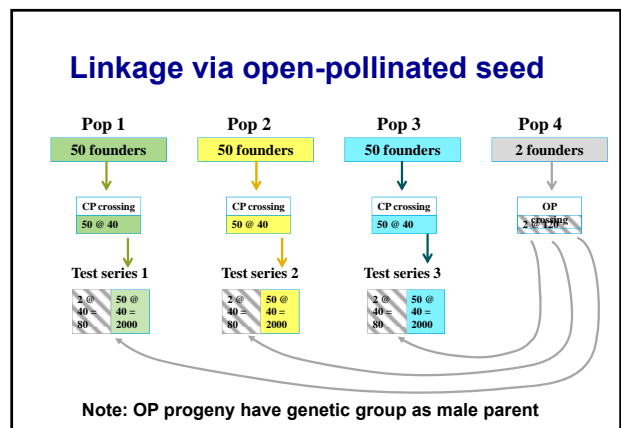 Linkage via open-pollinated seed
Pop 1 Pop 2 Pop 3 Pop 4
50 founders 50 founders 50 founders 2 founders
CP crossing CP crossing CP crossing OP
crossing
50 @ 40 50 @ 40 50 @ 40 2 @ 120
Test series 1 Test series 2 Test series 3
2 @ 50 @ 2 @ 50 @ 2 @ 50 @
40 = 40 = 40 = 40 = 40 = 40 =
80 2000 80 2000 80 2000
Note: OP progeny have genetic group as male parent